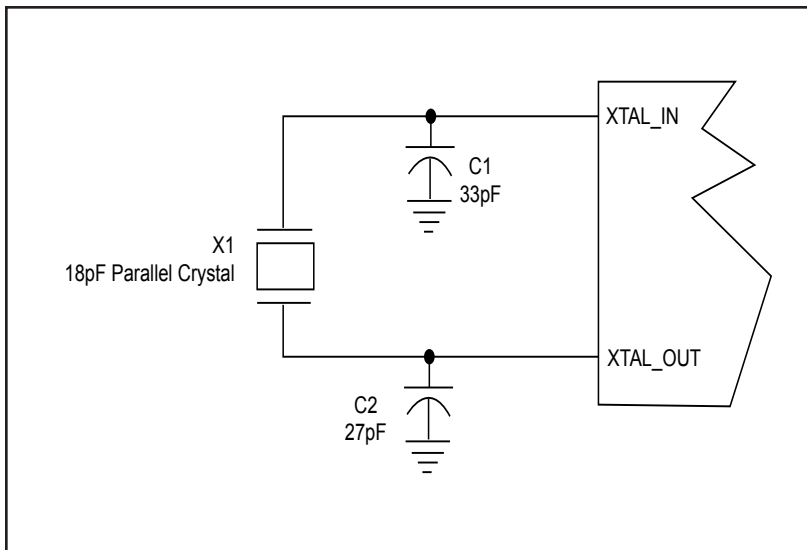 XTAL_IN
C1
33pF
X1
18pF Parallel Crystal
XTAL_OUT
C2
27pF